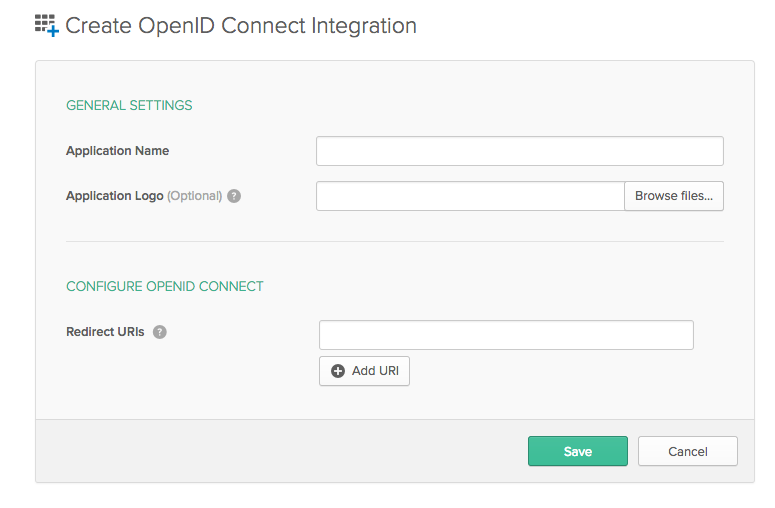 Create OpenID Connect Integration
GENERAL SETTINGS
Application Name
Application Logo (Optional) ?
Browse files...
CONFIGURE OPENID CONNECT
Redirect URIs ?
Add URI
Save
Cancel